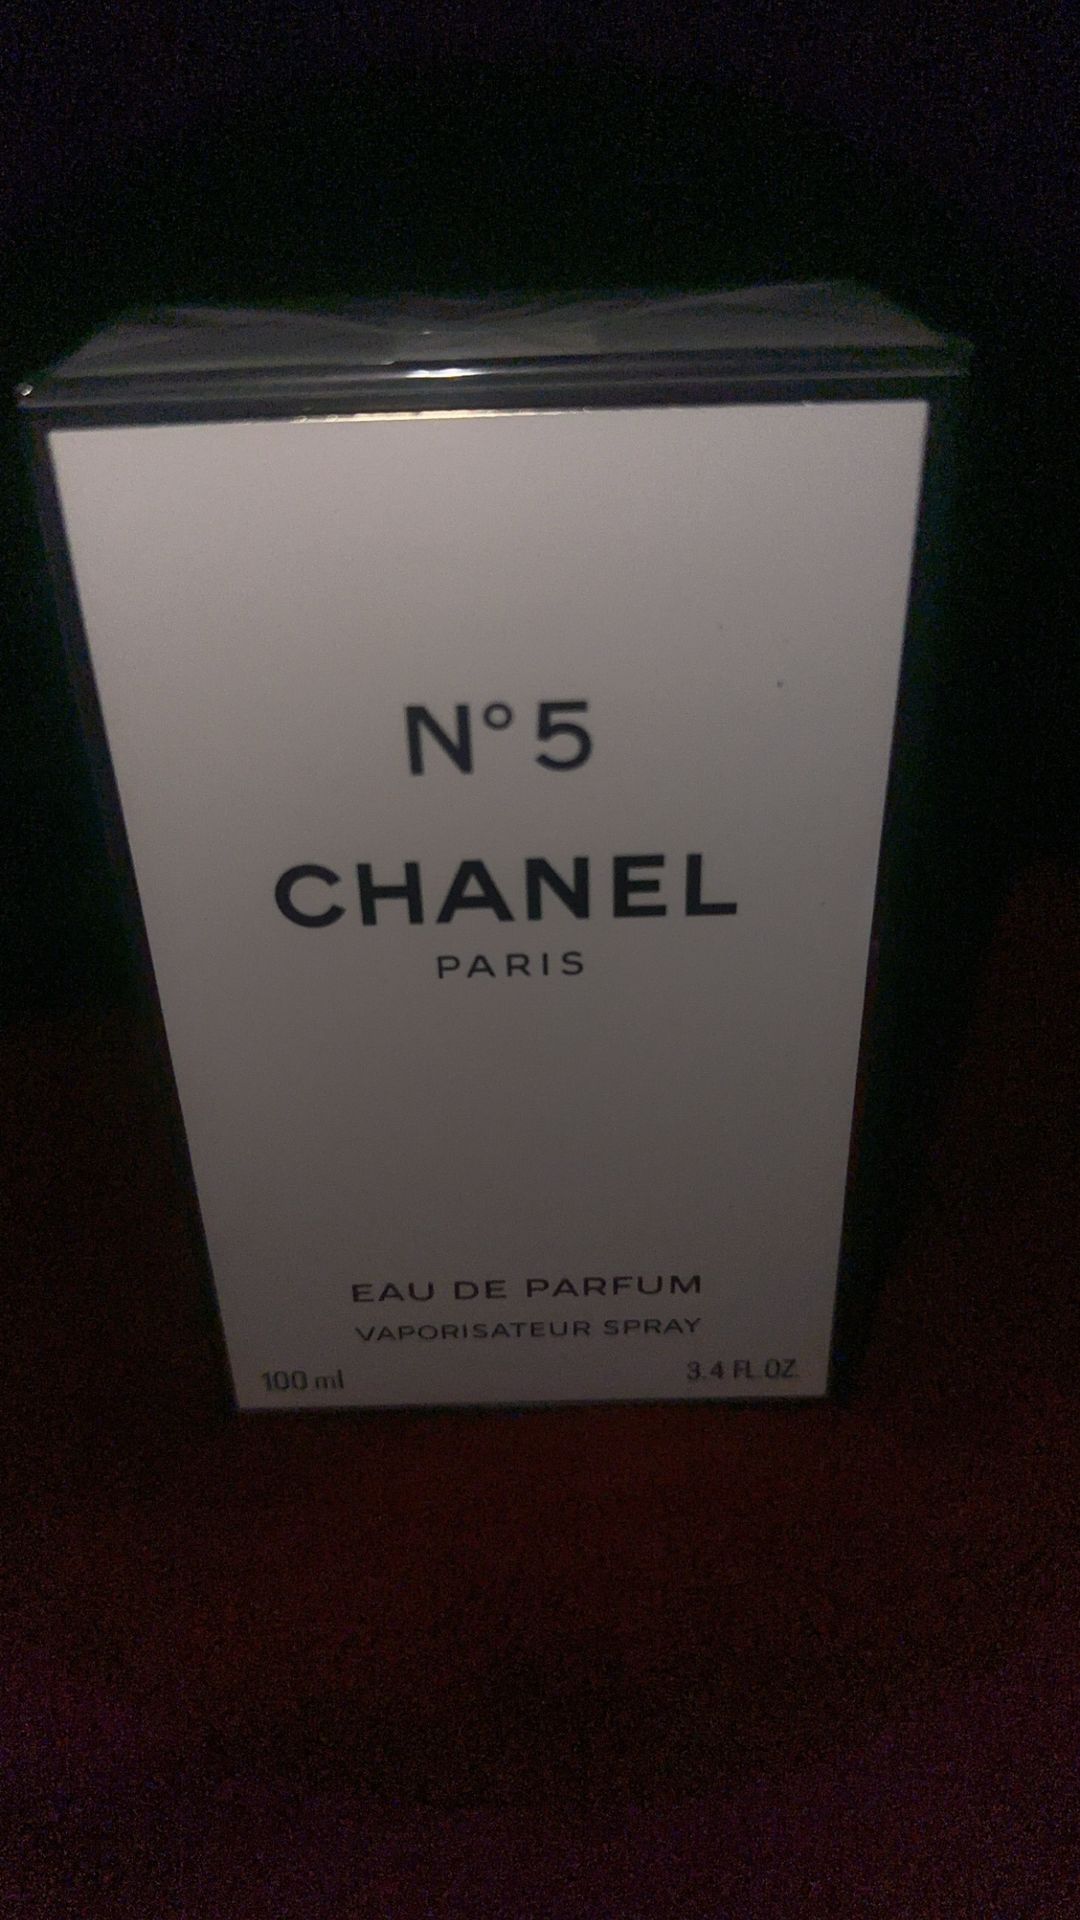 N°5
CHANEL
PARIS
EAU DE PARFUM
VAPORISATEUR SPRAY
100 ml 3.4 FL.OZ.